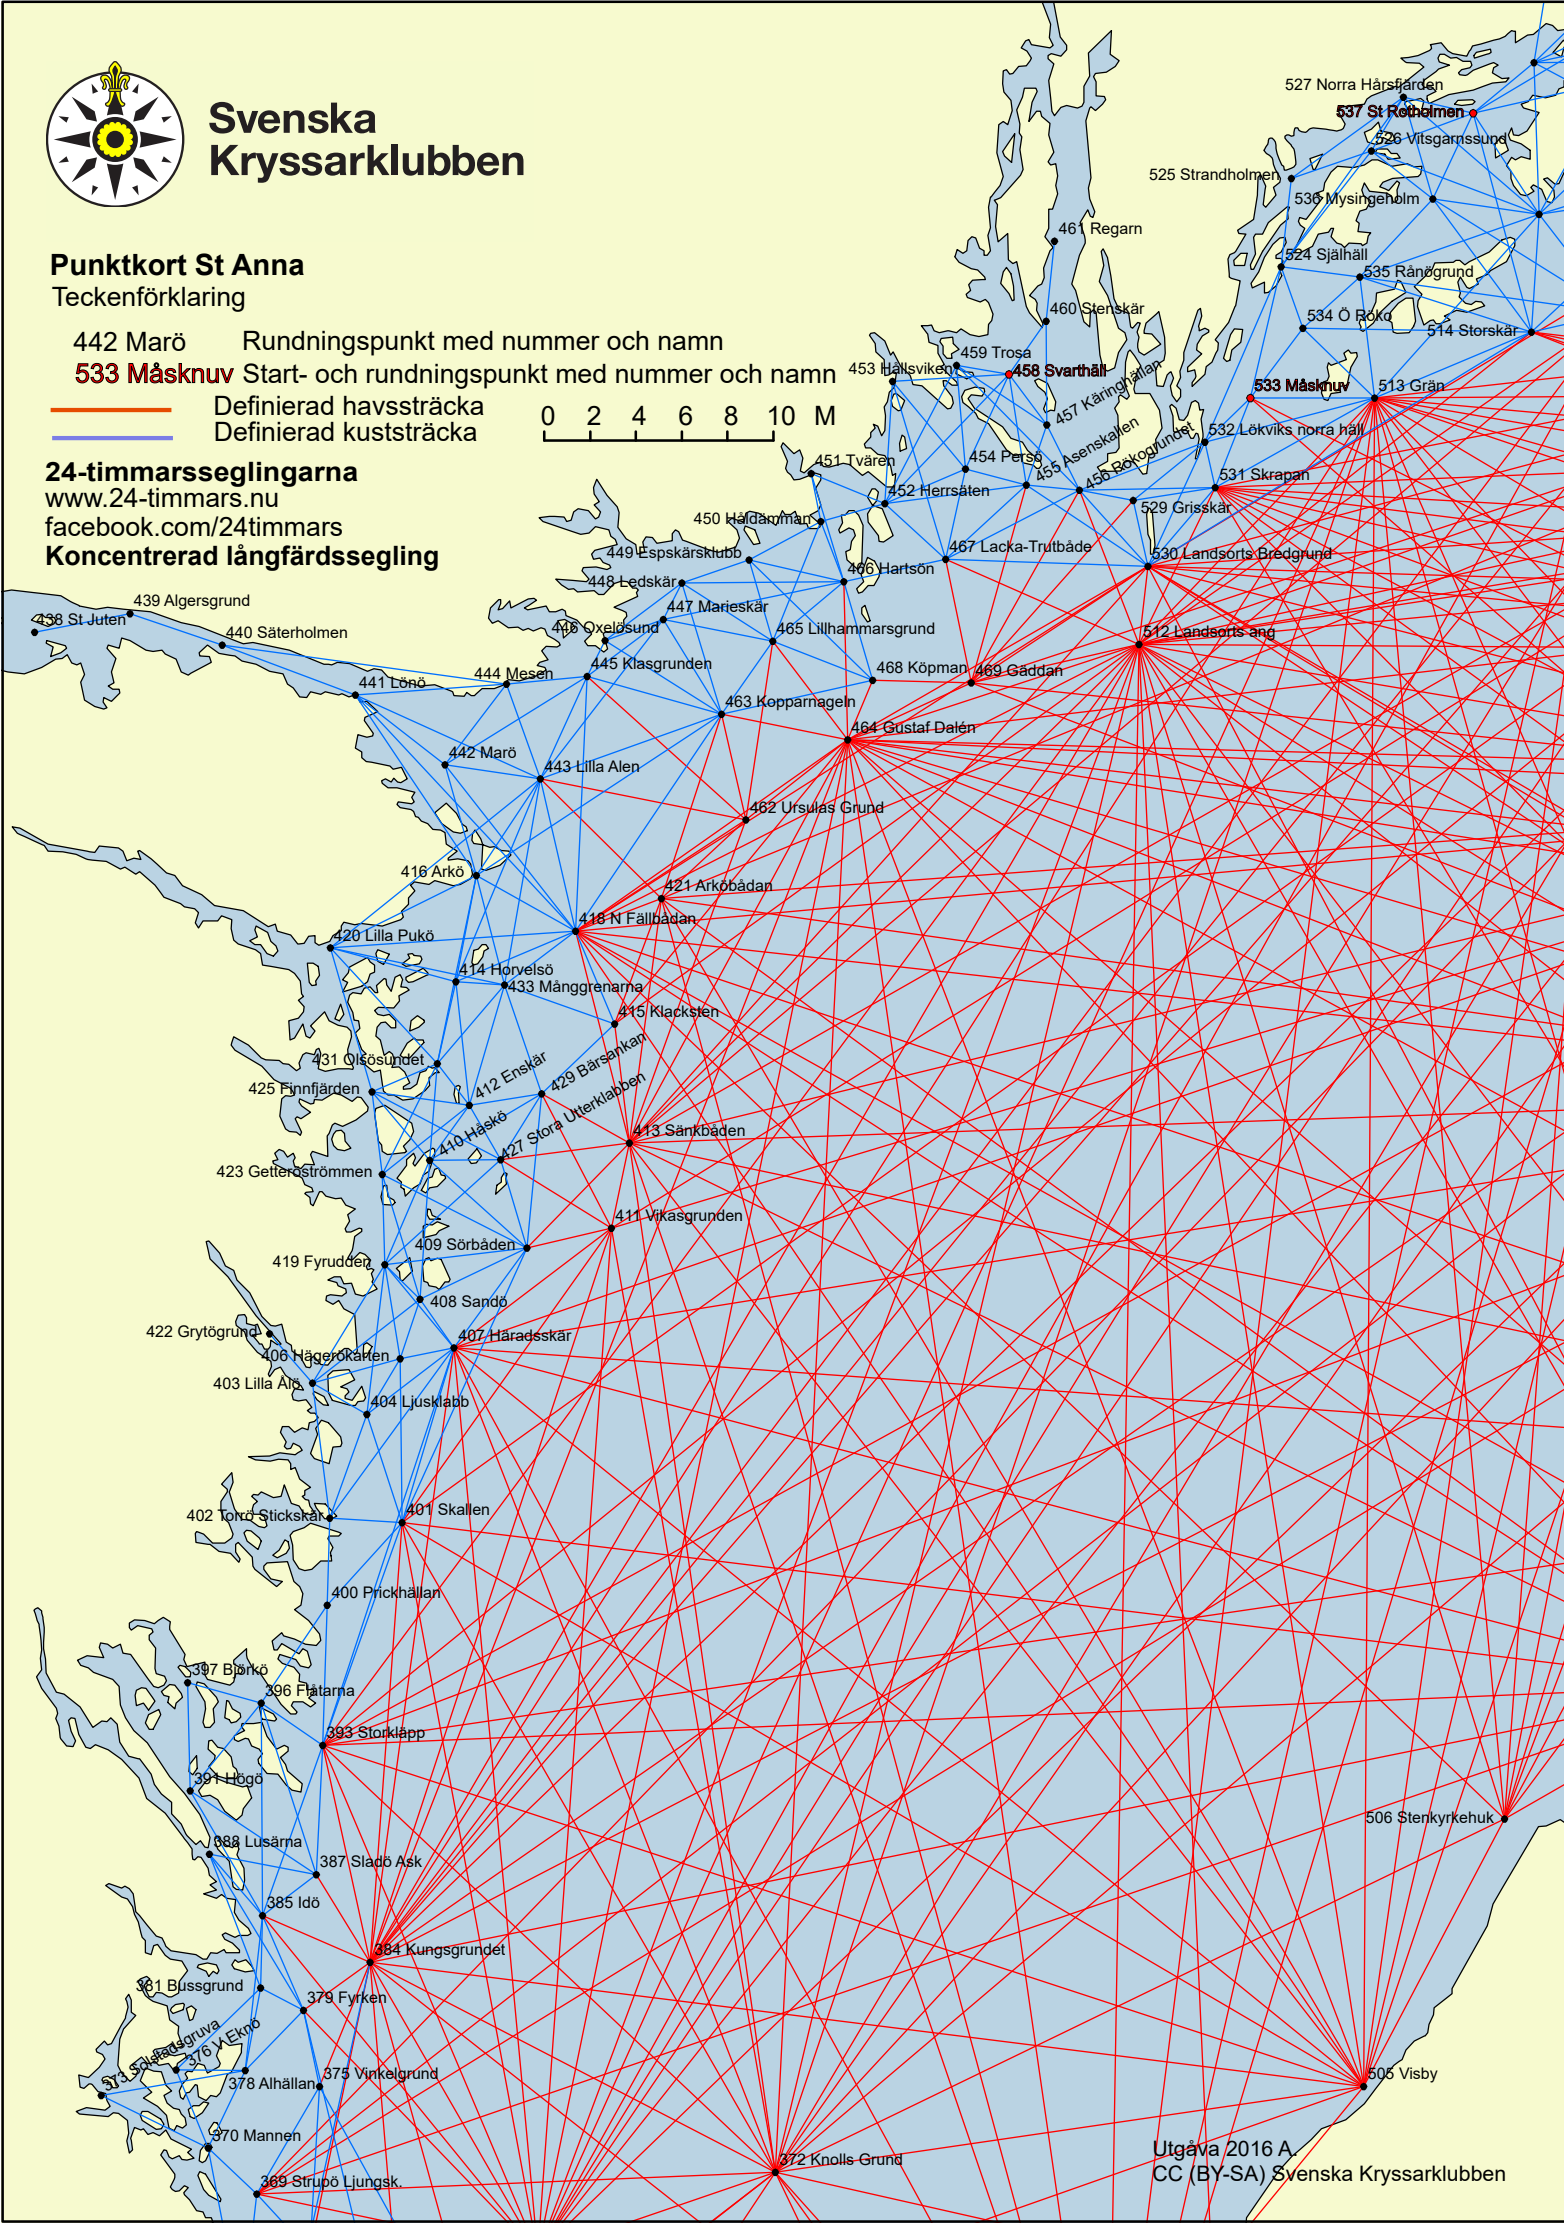 Svenska
Kryssarklubben
Punktkort St Anna
Teckenförklaring
442 Marö Rundningspunkt med nummer och namn
533 Måsknuv Start- och rundningspunkt med nummer och namn
Definierad havssträcka
Definierad kuststräcka
0 2 4 6 8 10 M
24-timmarsseglingarna
www.24-timmars.nu
facebook.com/24timmars
Koncentrerad långfärdssegling
527 Norra Hårsfjärden
537 St Rotholmen
526 Vitsgarnssund
525 Strandholmen
536 Mysingeholm
461 Regarn
524 Själhäll
535 Rånögrund
460 Stenskär
534 Ö Röko
514 Storskär
459 Trosa
453 Hållsviken
458 Svarthäll
457 Käringhällan
533 Måsknuv
513 Grän
532 Lökviks norra häll
451 Tvären
454 Persö
455 Asenskallen
456 Rökogrundet
531 Skrapan
452 Herrsäten
529 Grisskär
450 Håldämman
449 Espskärsklubb
467 Lacka-Trutbåde
530 Landsorts Bredgrund
448 Ledskär
466 Hartsön
439 Algersgrund
438 St Juten
447 Marieskär
440 Säterholmen
446 Oxelösund
465 Lillhammarsgrund
512 Landsorts ang
445 Klasgrunden
444 Mesen
468 Köpman
469 Gäddan
441 Lönö
463 Kopparnageln
464 Gustaf Dalén
442 Marö
443 Lilla Alen
462 Ursulas Grund
416 Arkö
421 Arköbådan
418 N Fällbådan
420 Lilla Pukö
414 Horvelsö
433 Månggrenarna
415 Klacksten
431 Olsösundet
412 Enskär
429 Bärsankan
425 Finnfjärden
410 Håskö
427 Stora Utterklabben
413 Sänkbåden
423 Getteröströmmen
411 Vikasgrunden
409 Sörbåden
419 Fyrudden
408 Sandö
422 Grytögrund
407 Häradsskär
406 Hägerökarten
403 Lilla Älö
404 Ljusklabb
402 Torrö Stickskär
401 Skallen
400 Prickhällan
397 Björkö
396 Flatarna
393 Storkläpp
391 Högö
506 Stenkyrkehuk
388 Lusärna
387 Sladö Ask
385 Idö
384 Kungsgrundet
381 Bussgrund
379 Fyrken
373 Solstadsgruva
376 V Eknö
378 Alhällan
375 Vinkelgrund
505 Visby
370 Mannen
372 Knolls Grund
369 Strupö Ljungsk.
Utgåva 2016 A.
CC (BY-SA) Svenska Kryssarklubben